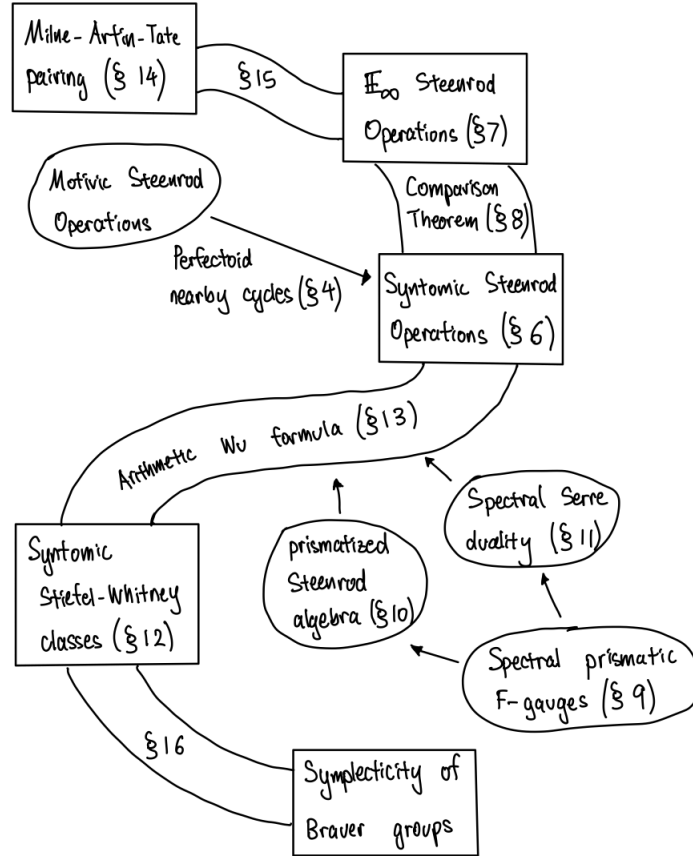 Milne-Artin-Tate
pairing (§ 14)
§15
𝔼∞ Steenrod
Operations (§7)
Motivic Steenrod
Operations
Comparison
Theorem (§8)
Perfectoid
nearby cycles (§4)
Syntomic Steenrod
Operations (§ 6)
Arithmetic Wu formula (§13)
Spectral Serre
duality (§11)
prismatized
Steenrod
algebra (§10)
Syntomic
Stiefel-Whitney
classes (§12)
Spectral prismatic
F-gauges (§ 9)
§16
Symplecticity of
Brauer groups